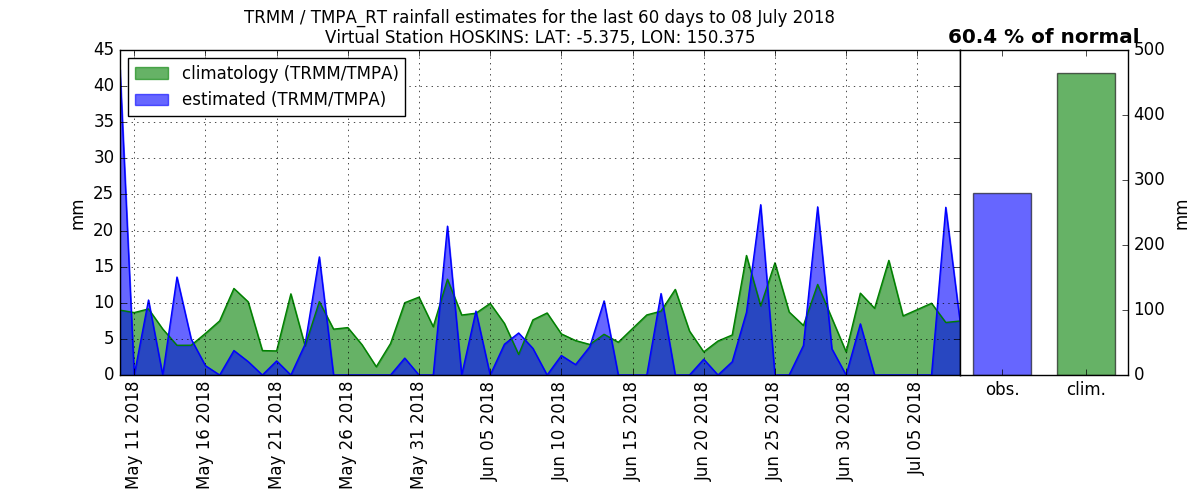 TRMM / TMPA_RT rainfall estimates for the last 60 days to 08 July 2018
Virtual Station HOSKINS: LAT: -5.375, LON: 150.375
60.4 % of normal
climatology (TRMM/TMPA)
estimated (TRMM/TMPA)
mm
45
40
35
30
25
20
15
10
5
0
May 11 2018
May 16 2018
May 21 2018
May 26 2018
May 31 2018
Jun 05 2018
Jun 10 2018
Jun 15 2018
Jun 20 2018
Jun 25 2018
Jun 30 2018
Jul 05 2018
obs.
clim.
500
400
300
200
100
0
mm